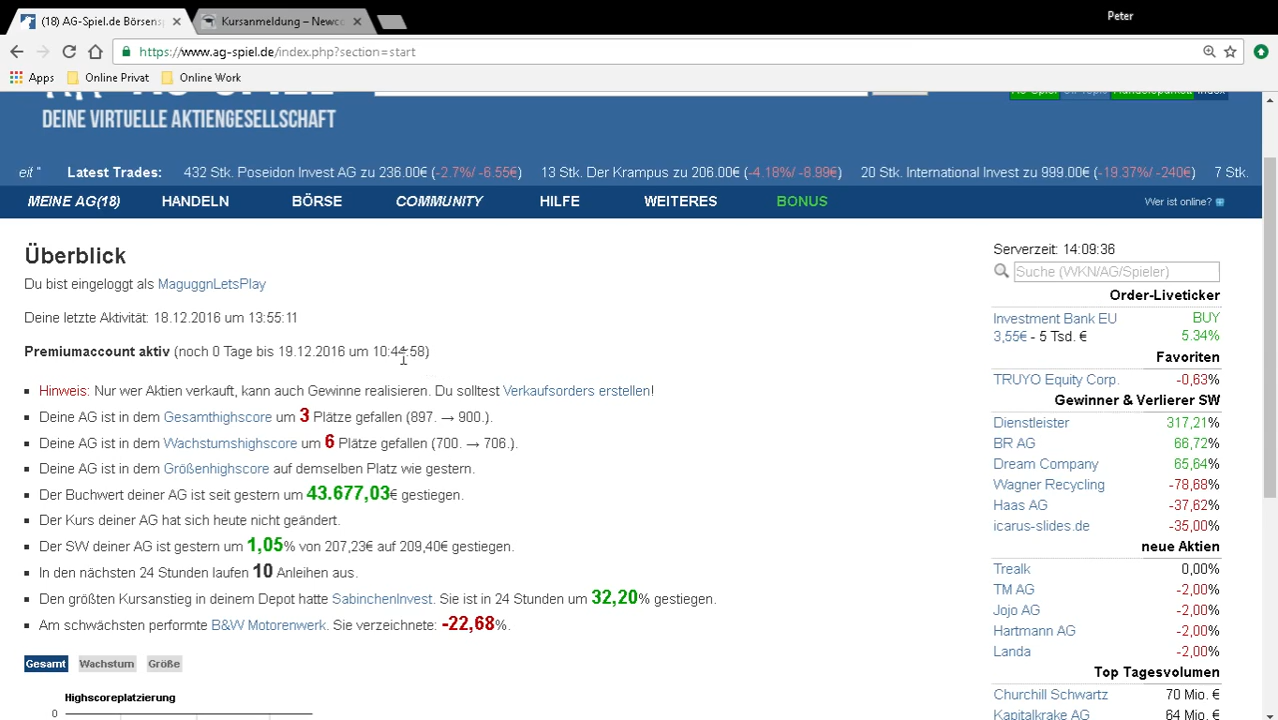 Peter
(18) AG-Spiel.de Börsensp
Kursanmeldung – Newco
https://www.ag-spiel.de/index.php?section=start
Apps Online Privat Online Work
DEINE VIRTUELLE AKTIENGESELLSCHAFT
eit " Latest Trades: 432 Stk. Poseidon Invest AG zu 236.00€ (-2.7%/ -6.55€) 13 Stk. Der Krampus zu 206.00€ (-4.18%/ -8.99€) 20 Stk. International Invest zu 999.00€ (-19.37%/ -240€) 7 Stk.
MEINE AG(18) HANDELN BÖRSE COMMUNITY HILFE WEITERES BONUS Wer ist online?
Überblick
Du bist eingeloggt als MaguggnLetsPlay
Deine letzte Aktivität: 18.12.2016 um 13:55:11
Premiumaccount aktiv (noch 0 Tage bis 19.12.2016 um 10:44:58)
Hinweis: Nur wer Aktien verkauft, kann auch Gewinne realisieren. Du solltest Verkaufsorders erstellen!
Deine AG ist in dem Gesamthighscore um 3 Plätze gefallen (897. → 900.).
Deine AG ist in dem Wachstumshighscore um 6 Plätze gefallen (700. → 706.).
Deine AG ist in dem Größenhighscore auf demselben Platz wie gestern.
Der Buchwert deiner AG ist seit gestern um 43.677,03€ gestiegen.
Der Kurs deiner AG hat sich heute nicht geändert.
Der SW deiner AG ist gestern um 1,05% von 207,23€ auf 209,40€ gestiegen.
In den nächsten 24 Stunden laufen 10 Anleihen aus.
Den größten Kursanstieg in deinem Depot hatte SabinchenInvest. Sie ist in 24 Stunden um 32,20% gestiegen.
Am schwächsten performte B&W Motorenwerk. Sie verzeichnete: -22,68%.
Gesamt Wachstum Größe
Highscoreplatzierung
0
Serverzeit: 14:09:36
Suche (WKN/AG/Spieler)
Order-Liveticker
Investment Bank EU BUY
3,55€ - 5 Tsd. € 5.34%
Favoriten
TRUYO Equity Corp. -0,63%
Gewinner & Verlierer SW
Dienstleister 317,21%
BR AG 66,72%
Dream Company 65,64%
Wagner Recycling -78,68%
Haas AG -37,62%
icarus-slides.de -35,00%
neue Aktien
Trealk 0,00%
TM AG -2,00%
Jojo AG -2,00%
Hartmann AG -2,00%
Landa -2,00%
Top Tagesvolumen
Churchill Schwartz 70 Mio. €
Kapitalkrake AG 64 Mio. €